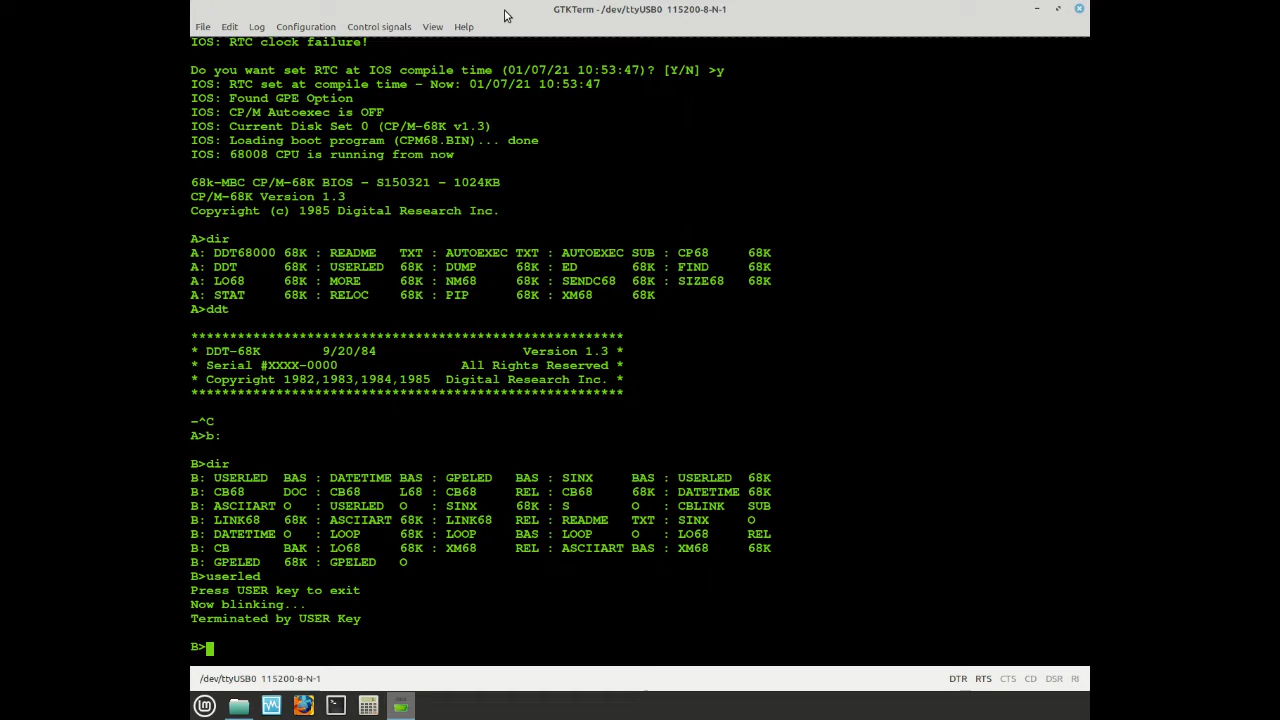 GTKTerm - /dev/ttyUSB0 115200-8-N-1
File Edit Log Configuration Control signals View Help
IOS: RTC clock failure!
Do you want set RTC at IOS compile time (01/07/21 10:53:47)? [Y/N] >y
IOS: RTC set at compile time - Now: 01/07/21 10:53:47
IOS: Found GPE Option
IOS: CP/M Autoexec is OFF
IOS: Current Disk Set 0 (CP/M-68K v1.3)
IOS: Loading boot program (CPM68.BIN)... done
IOS: 68008 CPU is running from now
68k-MBC CP/M-68K BIOS - S150321 - 1024KB
CP/M-68K Version 1.3
Copyright (c) 1985 Digital Research Inc.
A>dir
A: DDT68000 68K : README   TXT : AUTOEXEC TXT : AUTOEXEC SUB : CP68     68K
A: DDT      68K : USERLED  68K : DUMP     68K : ED       68K : FIND     68K
A: LO68     68K : MORE     68K : NM68     68K : SENDC68  68K : SIZE68   68K
A: STAT     68K : RELOC    68K : PIP      68K : XM68     68K
A>ddt
***********************************************************
* DDT-68K        9/20/84                    Version 1.3 *
* Serial #XXXX-0000                 All Rights Reserved *
* Copyright 1982,1983,1984,1985  Digital Research Inc. *
***********************************************************
-^C
A>b:
B>dir
B: USERLED  BAS : DATETIME BAS : GPELED   BAS : SINX     BAS : USERLED  68K
B: CB68     DOC : CB68     L68 : CB68     REL : CB68     68K : DATETIME 68K
B: ASCIIART O   : USERLED  O   : SINX     68K : S        O   : CBLINK   SUB
B: LINK68   68K : ASCIIART 68K : LINK68   REL : README   TXT : SINX     O
B: DATETIME O   : LOOP     68K : LOOP     BAS : LOOP     O   : LO68     REL
B: CB       BAK : LO68     68K : XM68     REL : ASCIIART BAS : XM68     68K
B: GPELED   68K : GPELED   O
B>userled
Press USER key to exit
Now blinking...
Terminated by USER Key
B>
/dev/ttyUSB0 115200-8-N-1 DTR RTS CTS CD DSR RI